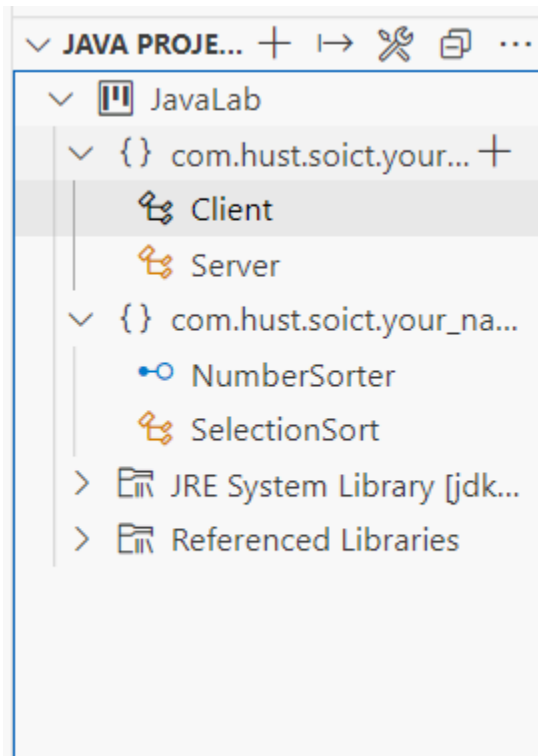 JAVA PROJE...
JavaLab
{} com.hust.soict.your...
Client
Server
{} com.hust.soict.your_na...
NumberSorter
SelectionSort
JRE System Library [jdk...
Referenced Libraries